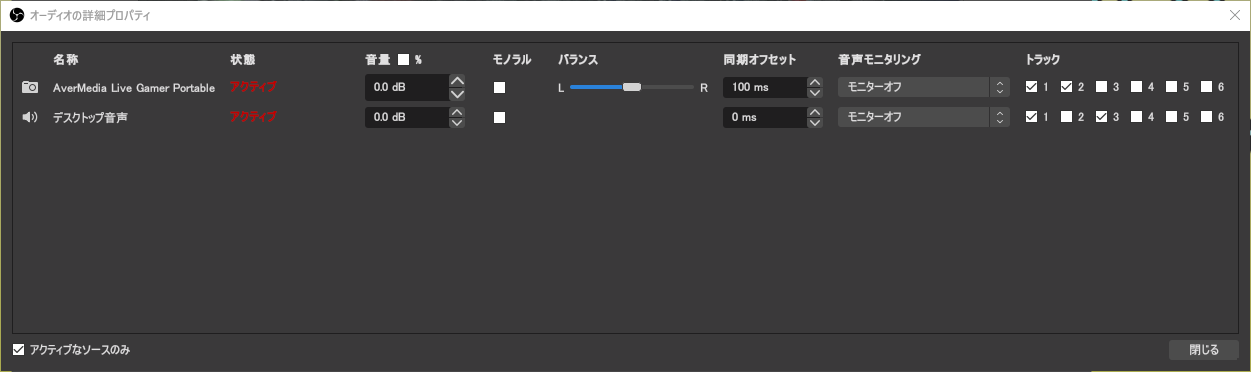 オーディオの詳細プロパティ
名称 状態 音量 % モノラル バランス 同期オフセット 音声モニタリング トラック
AverMedia Live Gamer Portable アクティブ 0.0 dB L R 100 ms モニターオフ 1 2 3 4 5 6
デスクトップ音声 アクティブ 0.0 dB 0 ms モニターオフ 1 2 3 4 5 6
アクティブなソースのみ 閉じる